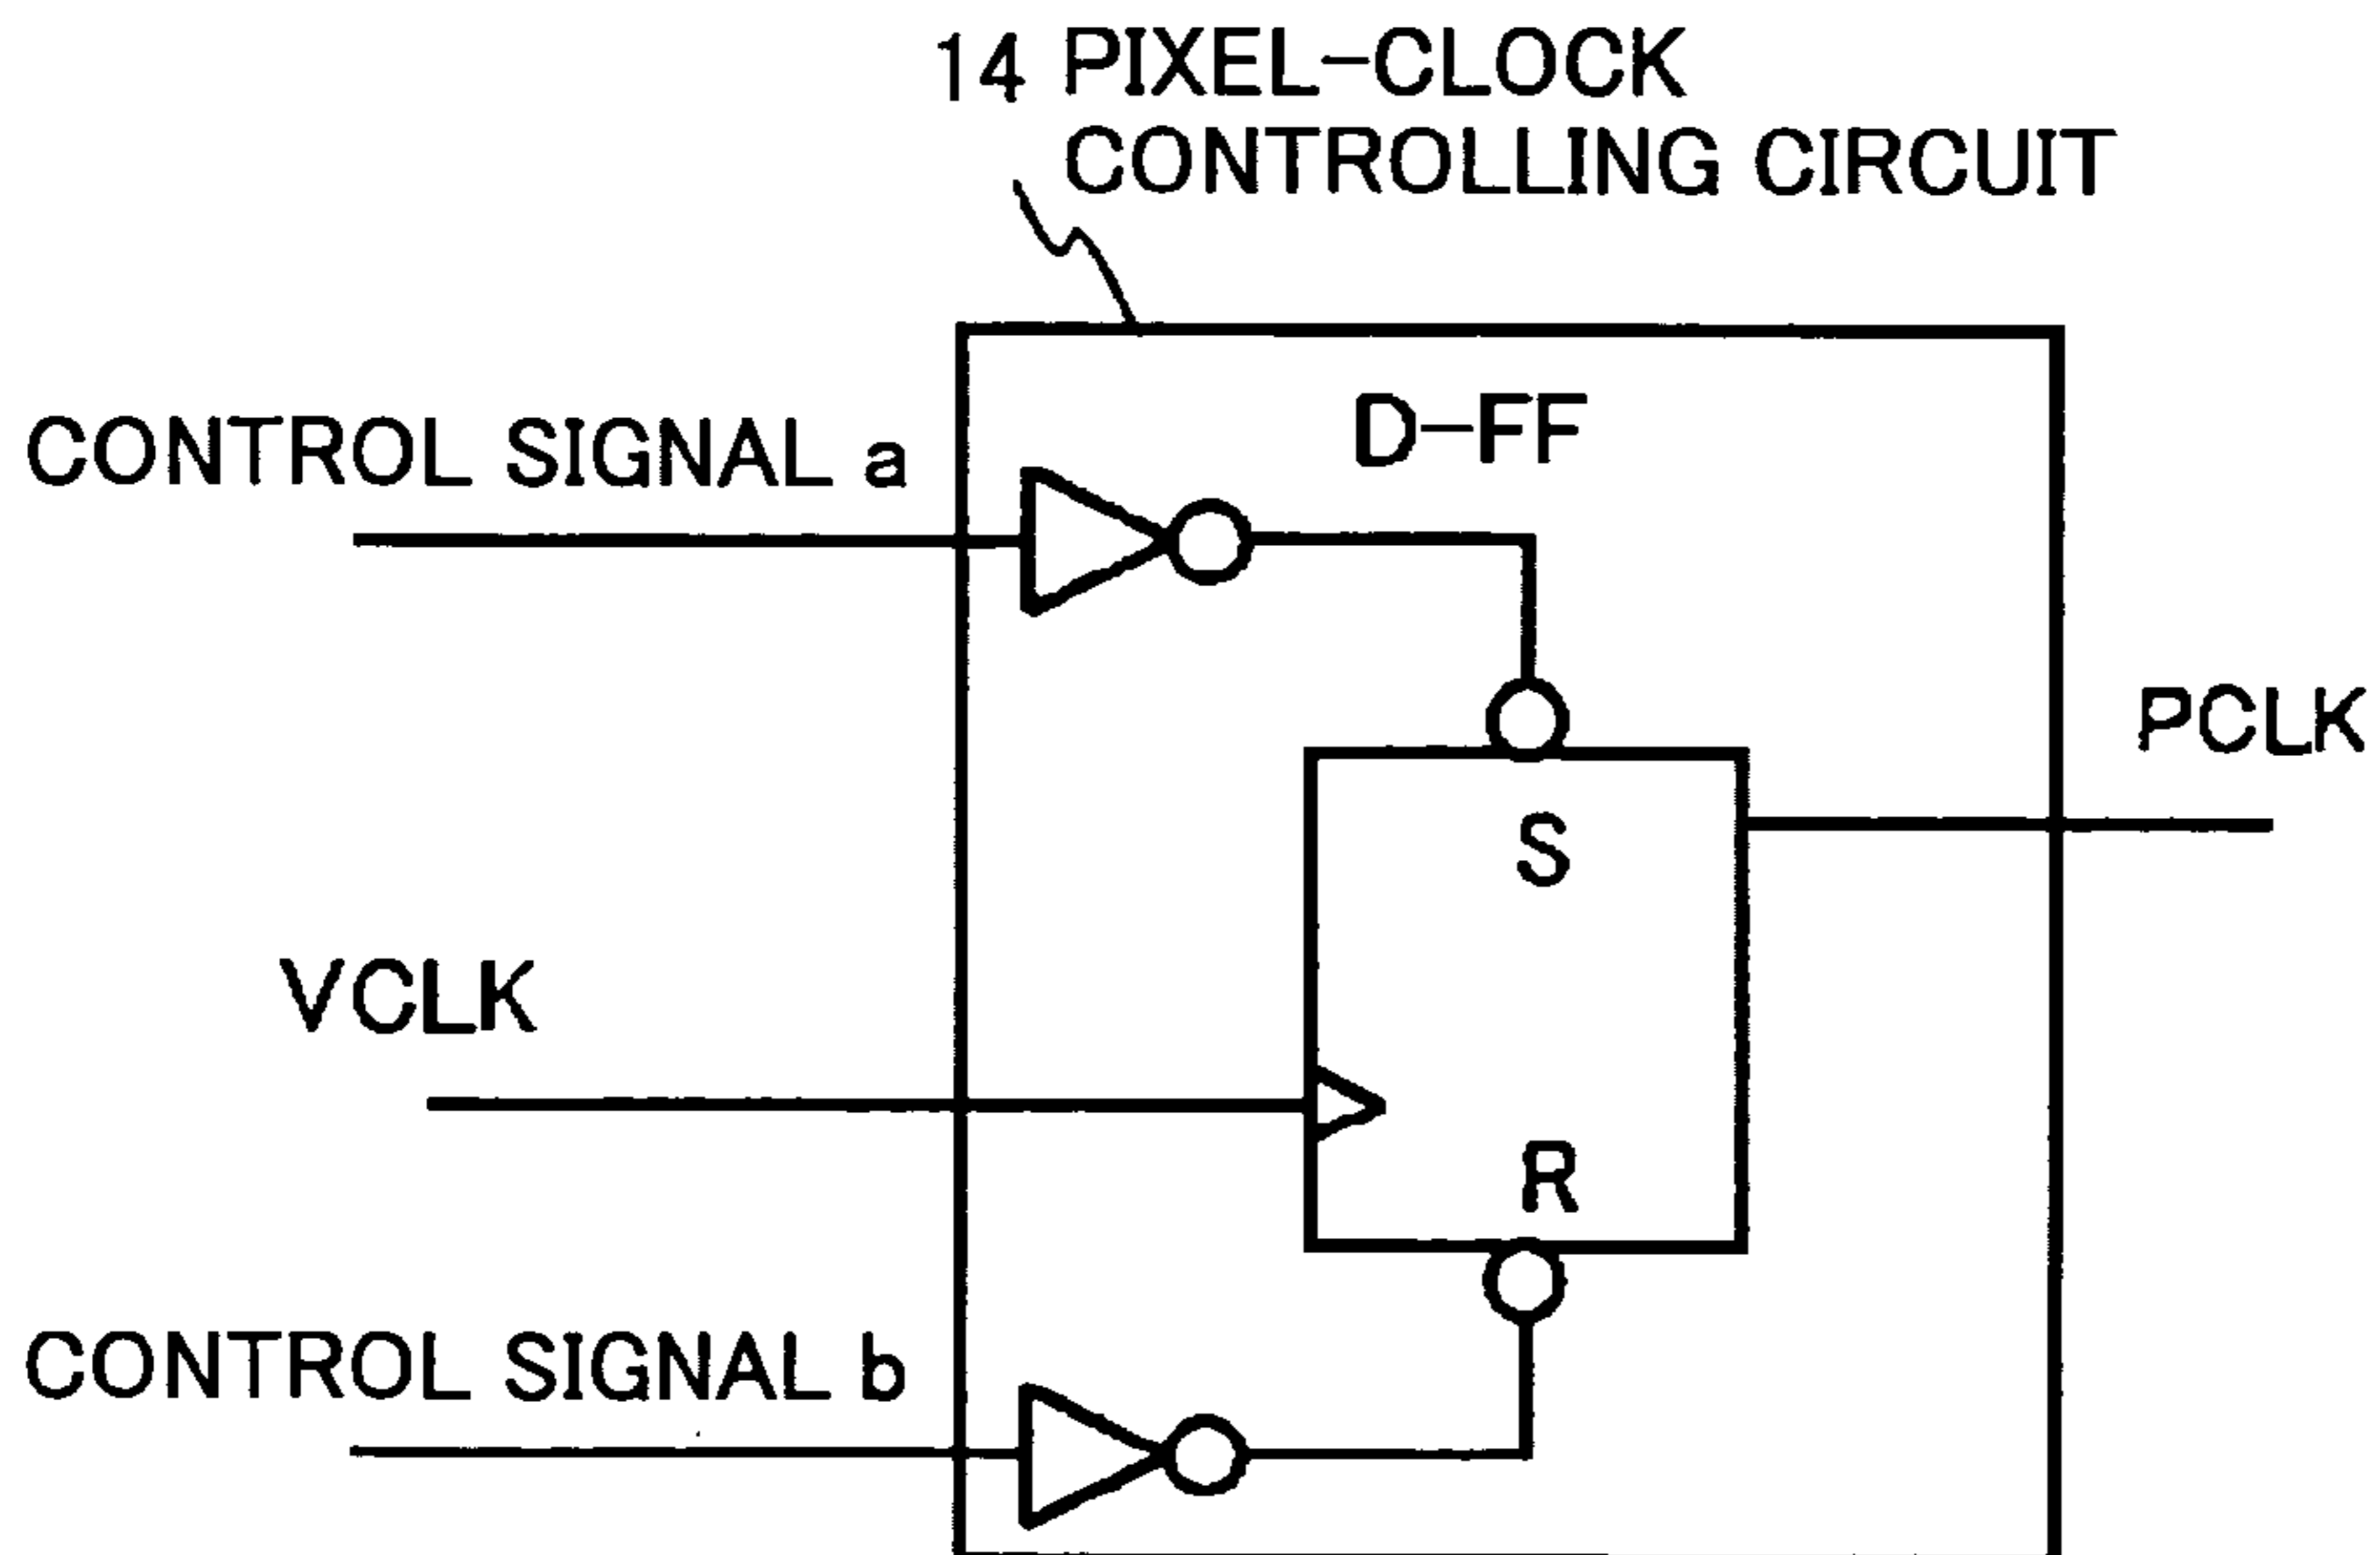 14 PIXEL-CLOCK
CONTROLLING CIRCUIT
D-FF
CONTROL SIGNAL a
PCLK
S
VCLK
R
CONTROL SIGNAL b